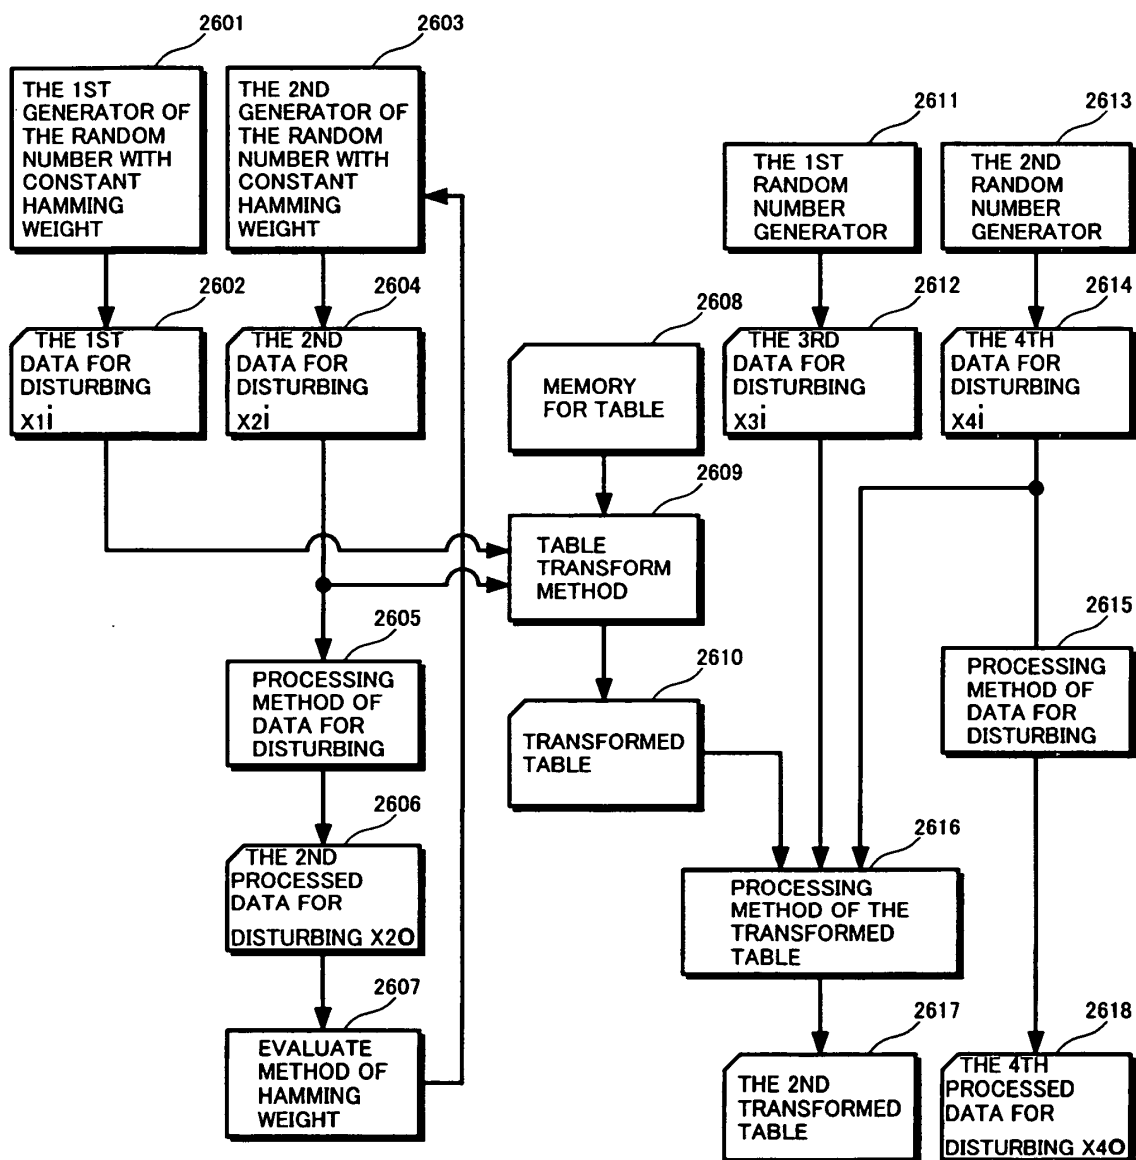 2601
THE 1ST
GENERATOR OF
THE RANDOM
NUMBER WITH
CONSTANT
HAMMING
WEIGHT
2603
THE 2ND
GENERATOR OF
THE RANDOM
NUMBER WITH
CONSTANT
HAMMING
WEIGHT
2611
THE 1ST
RANDOM
NUMBER
GENERATOR
2613
THE 2ND
RANDOM
NUMBER
GENERATOR
2602
THE 1ST
DATA FOR
DISTURBING
X1i
2604
THE 2ND
DATA FOR
DISTURBING
X2i
2608
MEMORY
FOR TABLE
2612
THE 3RD
DATA FOR
DISTURBING
X3i
2614
THE 4TH
DATA FOR
DISTURBING
X4i
2609
TABLE
TRANSFORM
METHOD
2605
PROCESSING
METHOD OF
DATA FOR
DISTURBING
2610
TRANSFORMED
TABLE
2615
PROCESSING
METHOD OF
DATA FOR
DISTURBING
2606
THE 2ND
PROCESSED
DATA FOR
DISTURBING X2O
2616
PROCESSING
METHOD OF THE
TRANSFORMED
TABLE
2607
EVALUATE
METHOD OF
HAMMING
WEIGHT
2617
THE 2ND
TRANSFORMED
TABLE
2618
THE 4TH
PROCESSED
DATA FOR
DISTURBING X4O